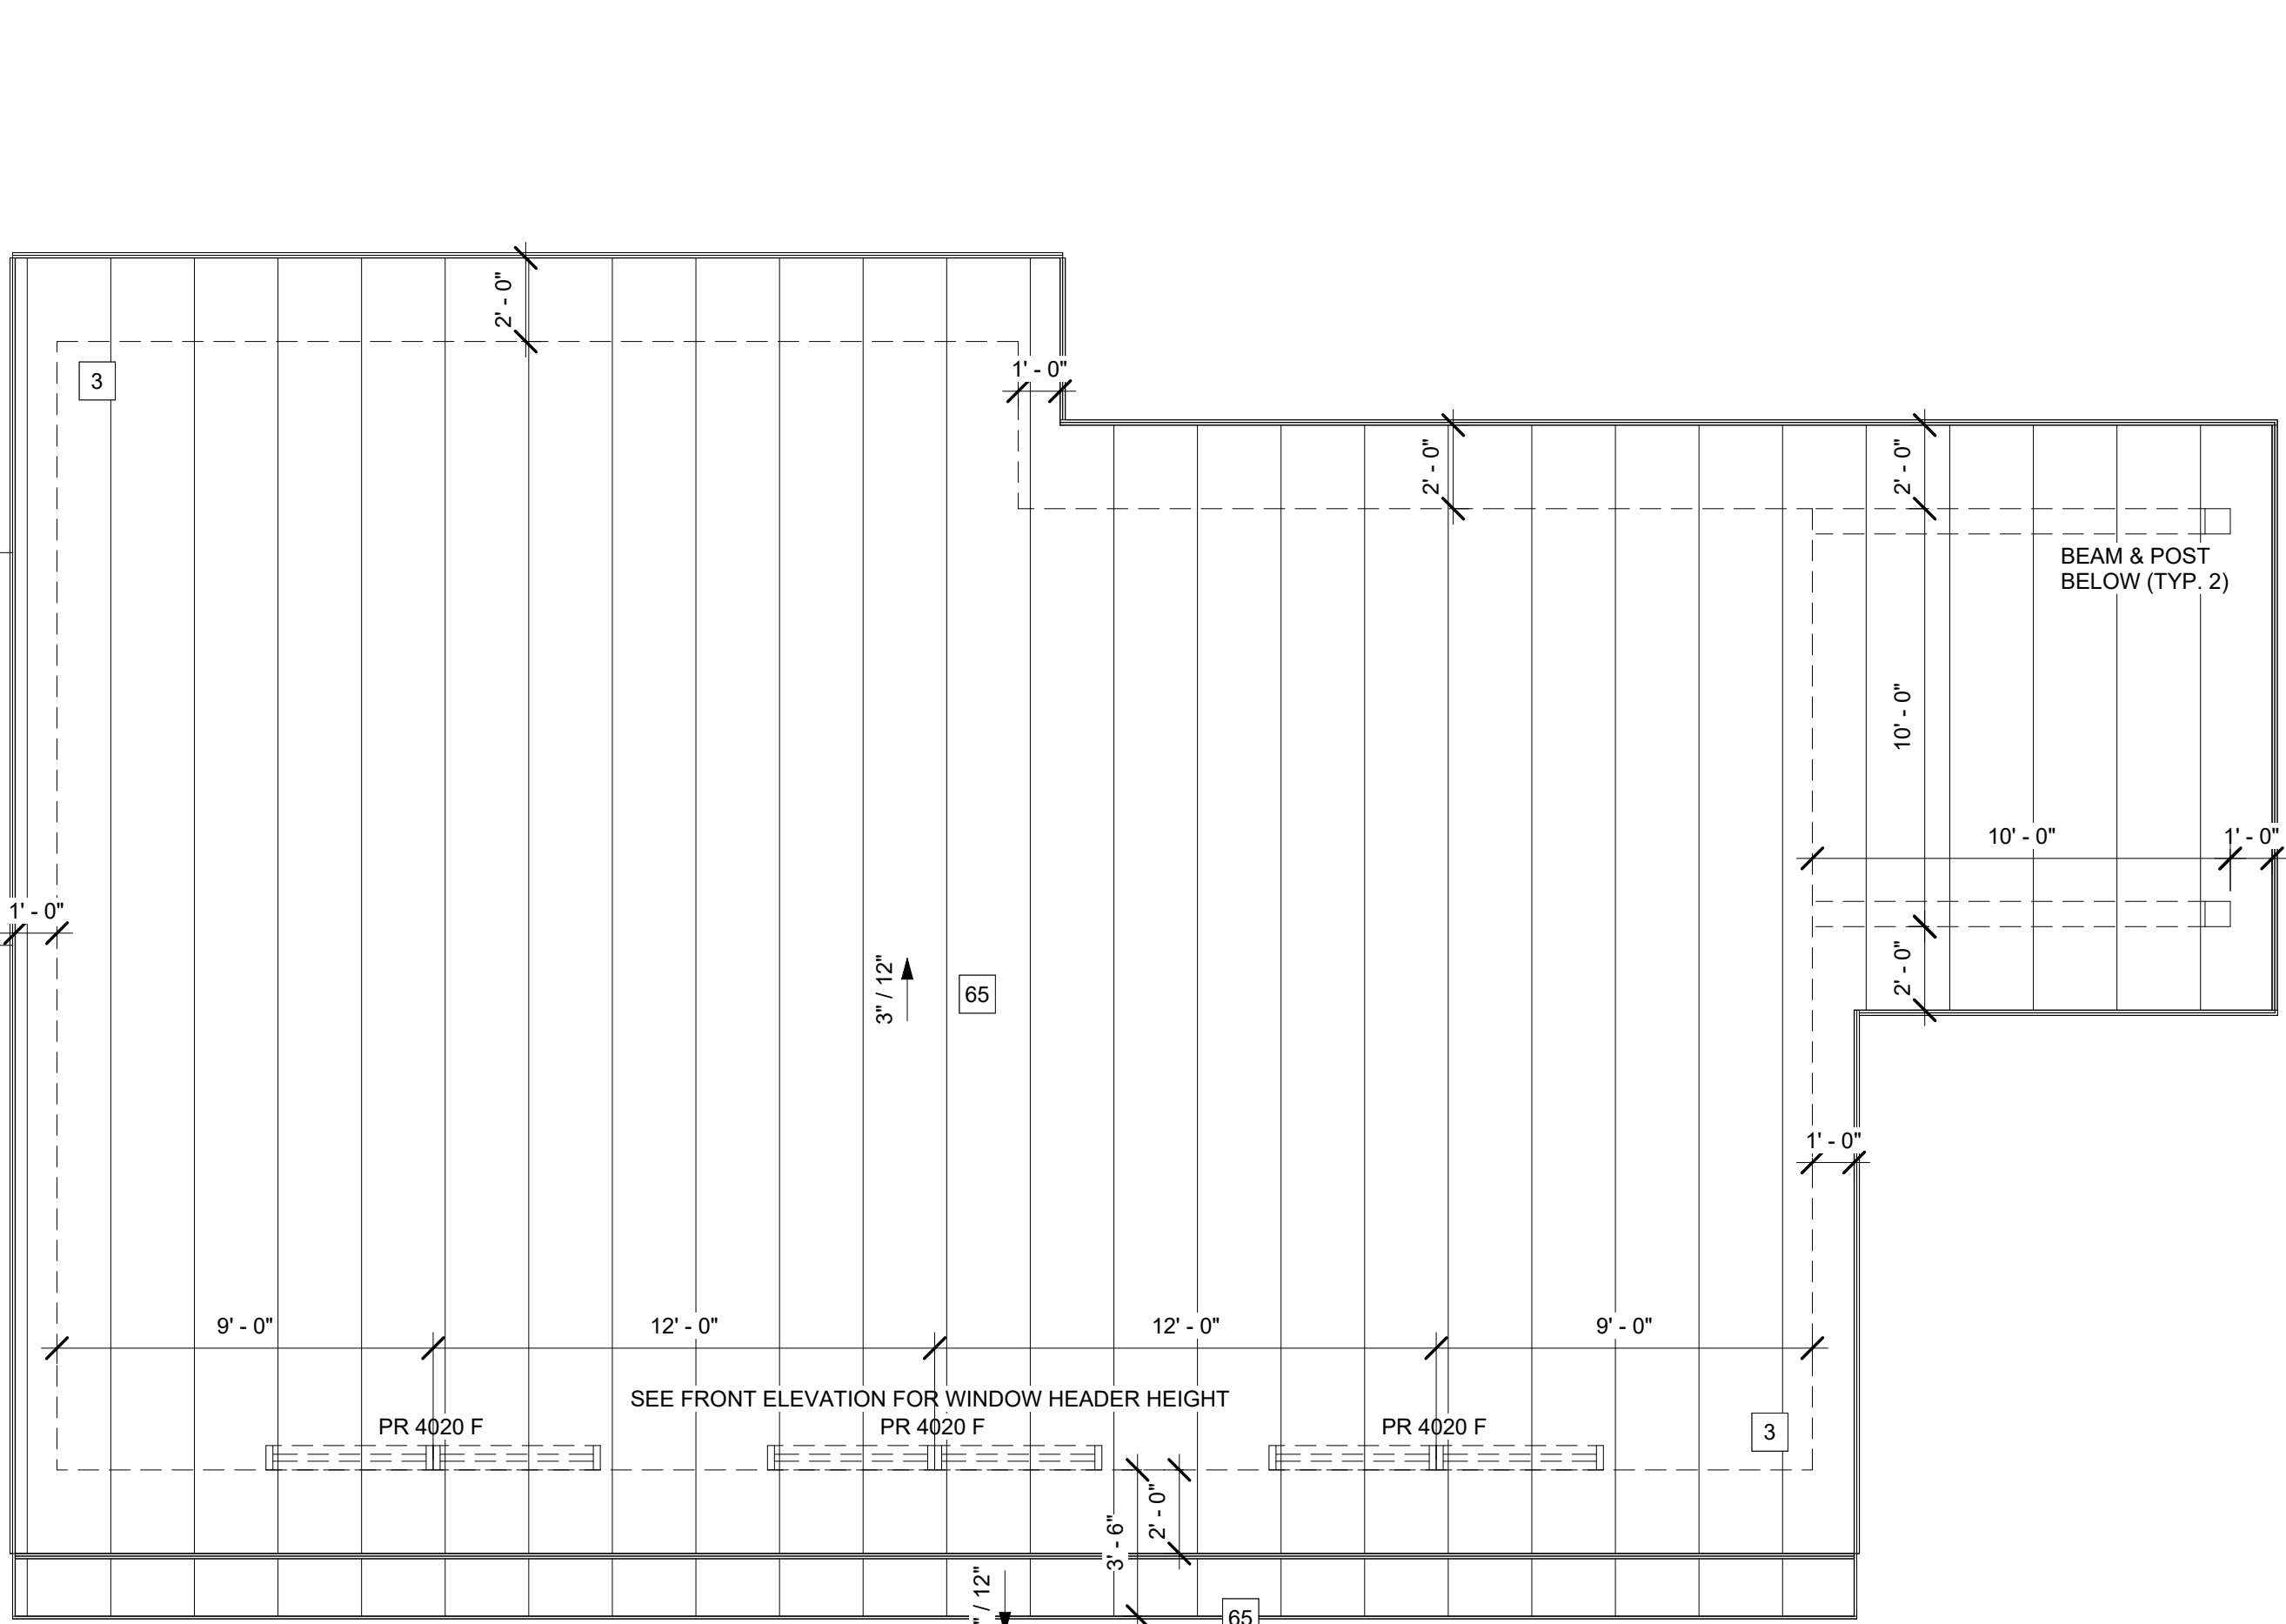 2' - 0"
1' - 0"
3
2' - 0"
2' - 0"
BEAM & POST
BELOW (TYP. 2)
10' - 0"
10' - 0"
1' - 0"
1' - 0"
2' - 0"
3" / 12"
65
1' - 0"
9' - 0"
12' - 0"
12' - 0"
9' - 0"
SEE FRONT ELEVATION FOR WINDOW HEADER HEIGHT
PR 4020 F
PR 4020 F
PR 4020 F
3
2' - 0"
3' - 6"
" / 12"
65